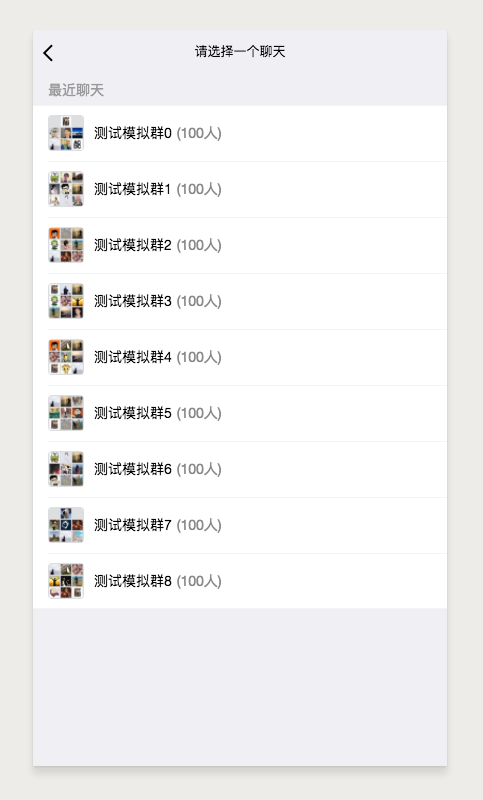 请选择一个聊天
最近聊天
测试模拟群0 (100人)
测试模拟群1 (100人)
测试模拟群2 (100人)
测试模拟群3 (100人)
测试模拟群4 (100人)
测试模拟群5 (100人)
测试模拟群6 (100人)
测试模拟群7 (100人)
测试模拟群8 (100人)